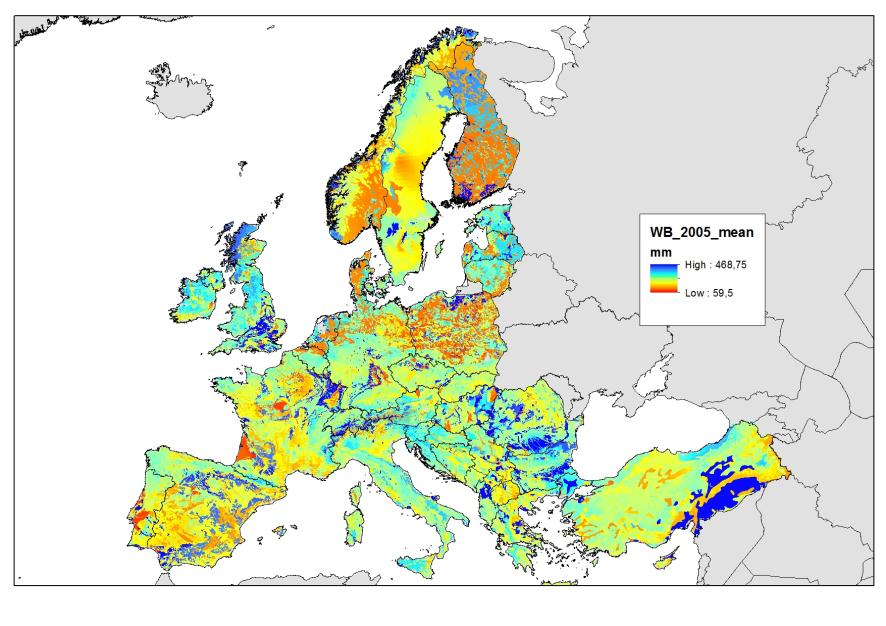 WB_2005_mean
mm
High : 468,75
Low : 59,5